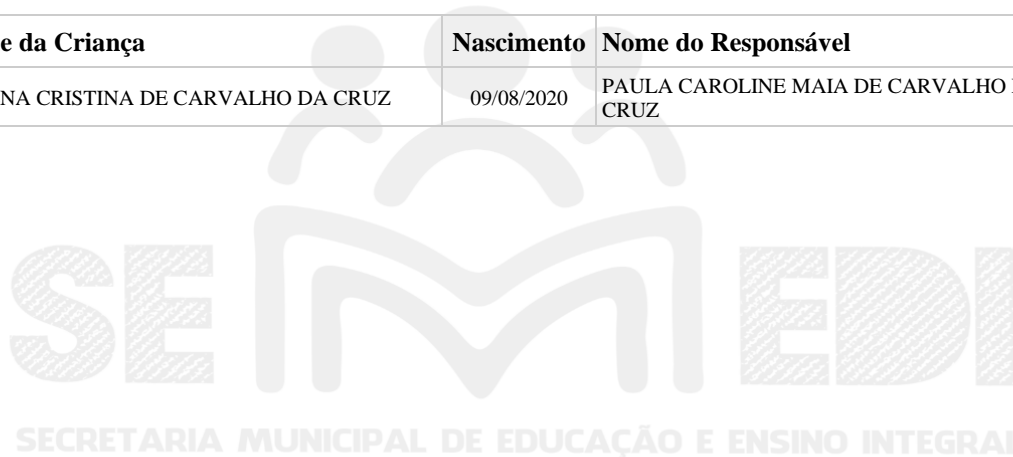 e da Criança Nascimento Nome do Responsável
NA CRISTINA DE CARVALHO DA CRUZ 09/08/2020 PAULA CAROLINE MAIA DE CARVALHO
CRUZ
SEMEDI
SECRETARIA MUNICIPAL DE EDUCAÇÃO E ENSINO INTEGRAL